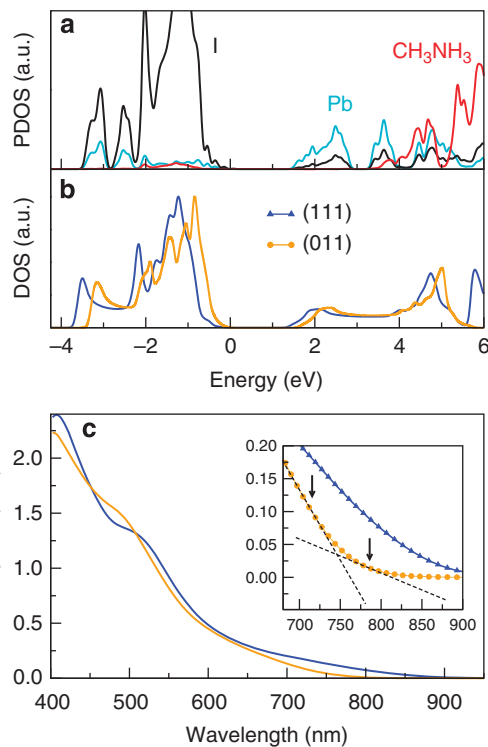 a
PDOS (a.u.)
I
Pb
CH₃NH₃
b
DOS (a.u.)
(111)
(011)
−4 −2 0 2 4 6
Energy (eV)
c
2.0
1.5
1.0
0.5
0.0
0.20
0.15
0.10
0.05
0.00
700 750 800 850 900
400 500 600 700 800 900
Wavelength (nm)